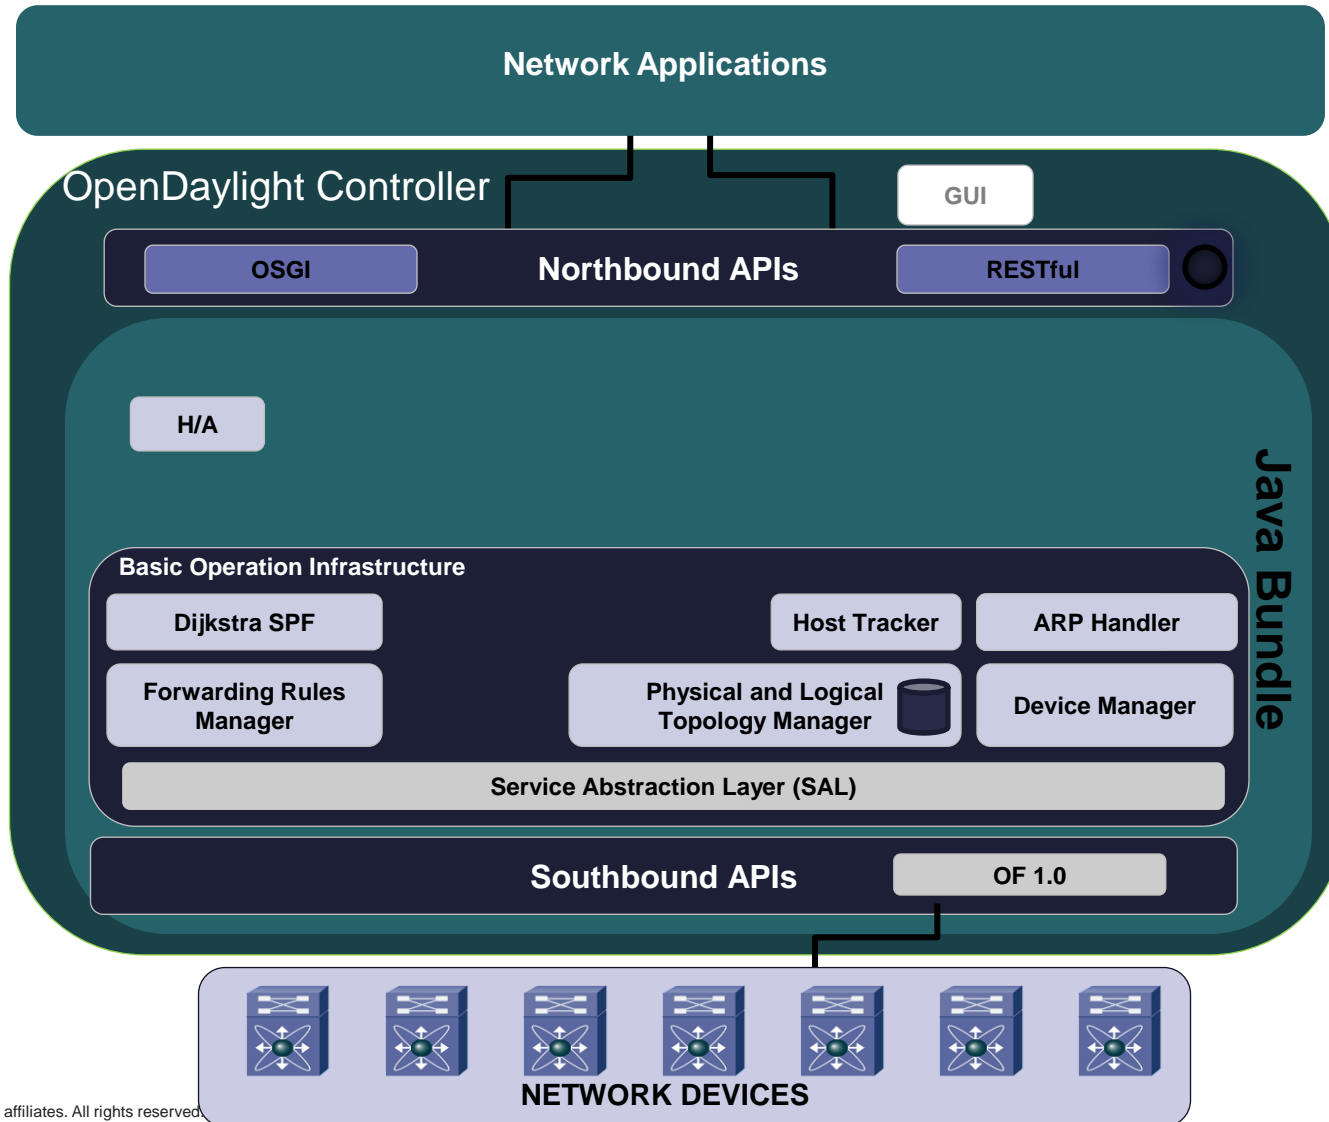 Network Applications
OpenDaylight Controller
GUI
OSGI
Northbound APIs
RESTful
H/A
Java Bundle
Basic Operation Infrastructure
Dijkstra SPF
Host Tracker
ARP Handler
Forwarding Rules
Manager
Physical and Logical
Topology Manager
Device Manager
Service Abstraction Layer (SAL)
Southbound APIs
OF 1.0
NETWORK DEVICES
affiliates. All rights reserved.